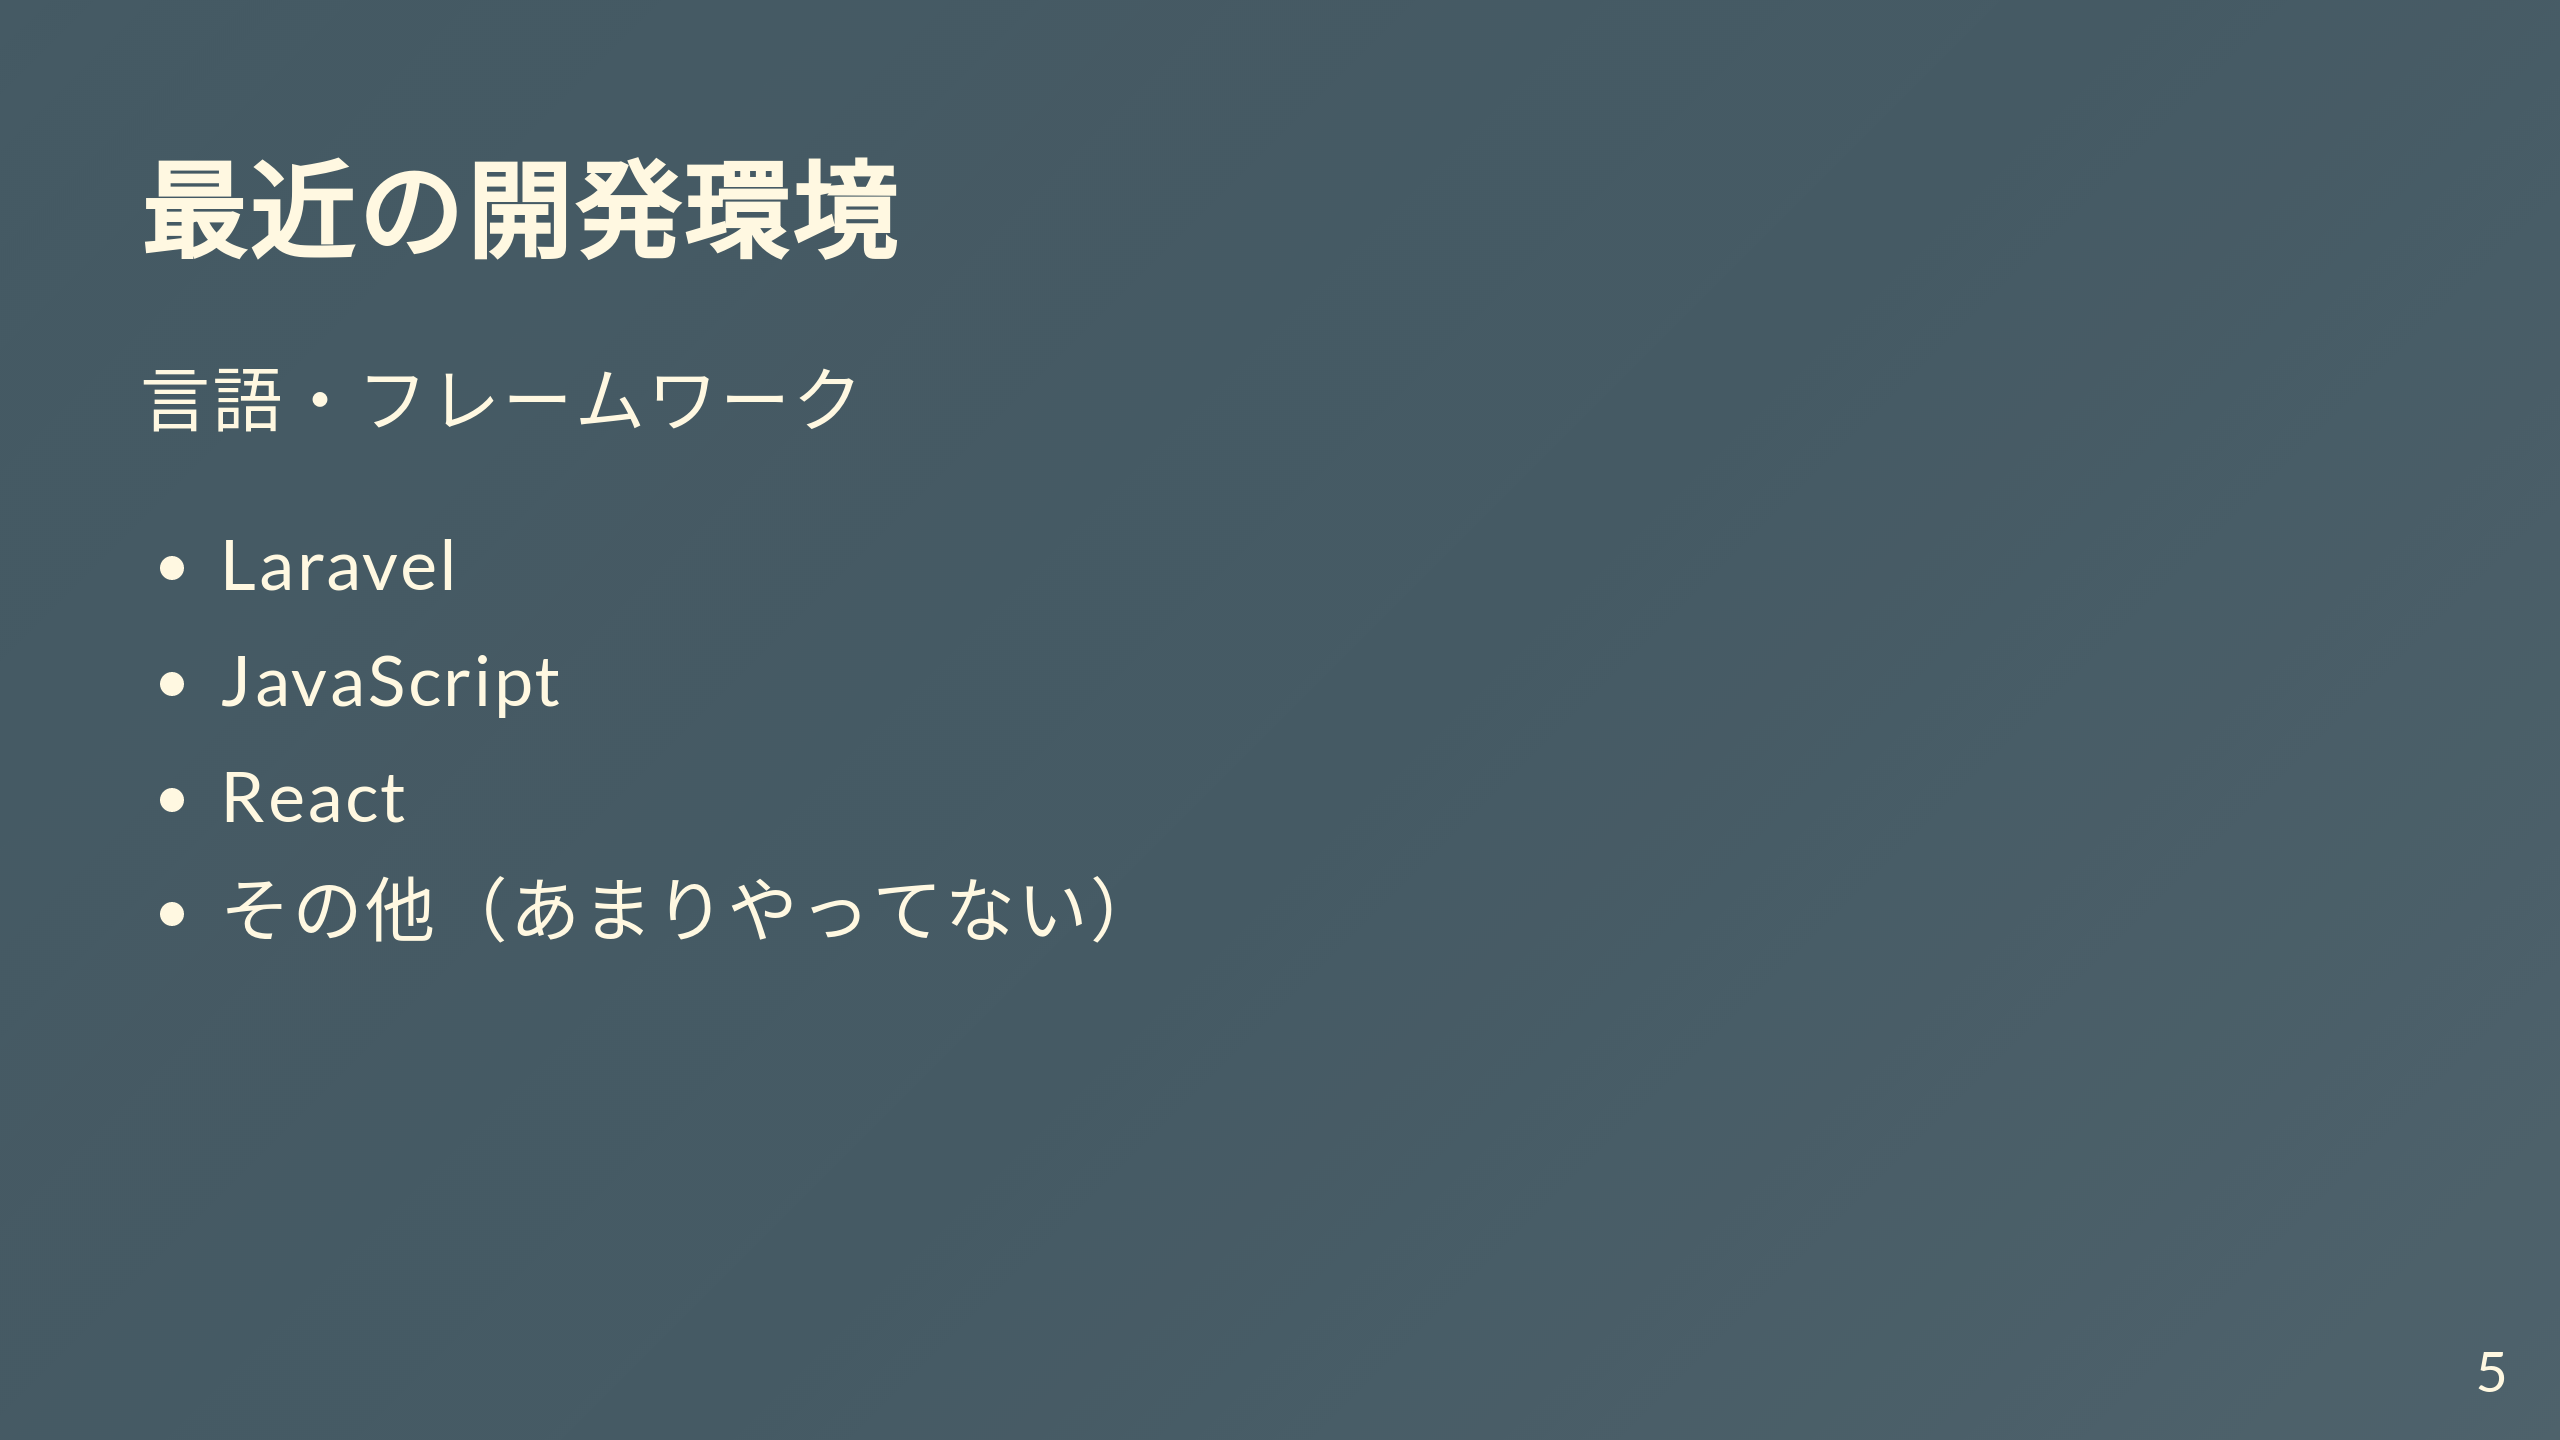 最近の開発環境
言語・フレームワーク
• Laravel
• JavaScript
• React
• その他（あまりやってない）
5